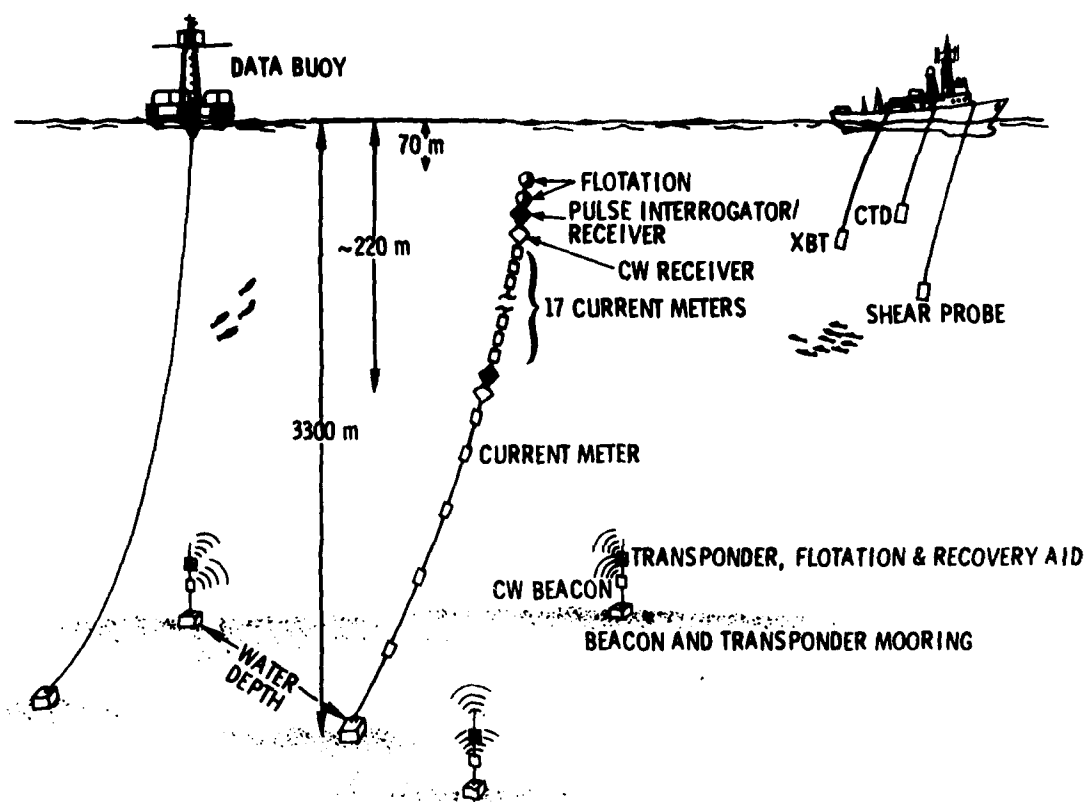 DATA BUOY
70 m
FLOTATION
PULSE INTERROGATOR/
RECEIVER
CTD
XBT
~220 m
CW RECEIVER
17 CURRENT METERS
SHEAR PROBE
3300 m
CURRENT METER
TRANSPONDER, FLOTATION & RECOVERY AID
CW BEACON
BEACON AND TRANSPONDER MOORING
WATER
DEPTH